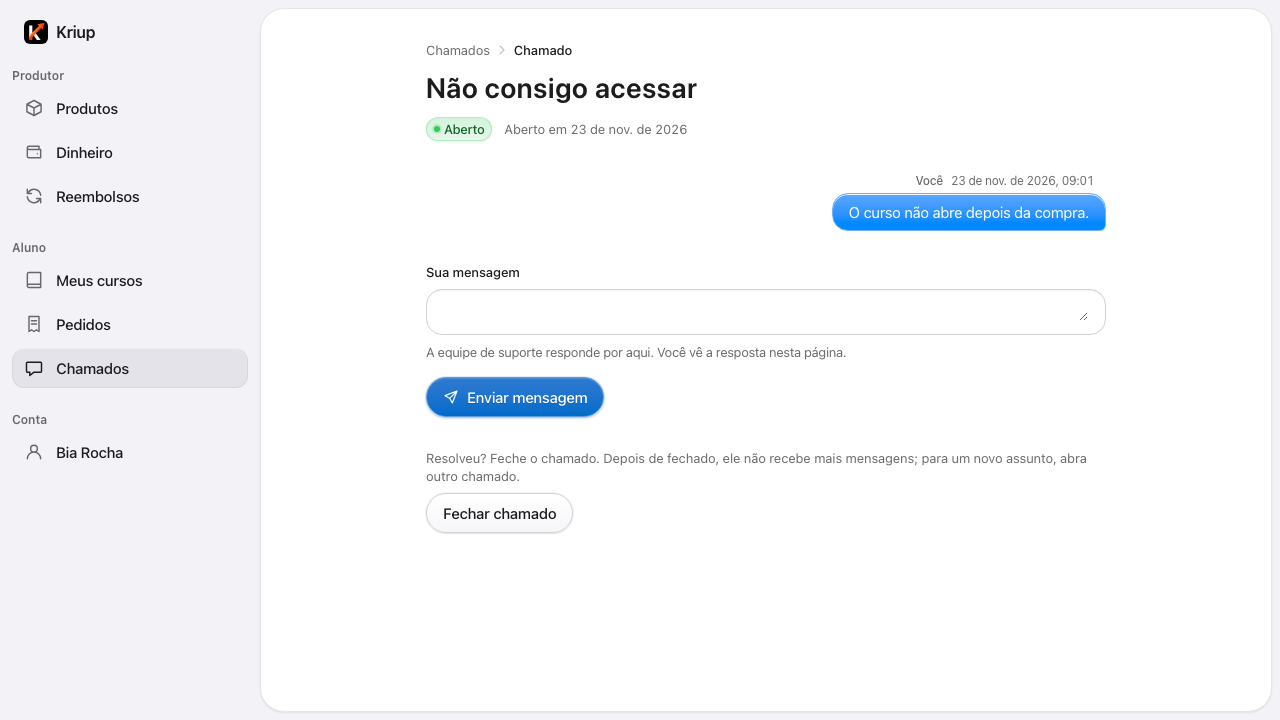 Kriup
Produtor
Produtos
Dinheiro
Reembolsos
Aluno
Meus cursos
Pedidos
Chamados
Conta
Bia Rocha
Chamados Chamado
Não consigo acessar
Aberto Aberto em 23 de nov. de 2026
Você 23 de nov. de 2026, 09:01
O curso não abre depois da compra.
Sua mensagem
A equipe de suporte responde por aqui. Você vê a resposta nesta página.
Enviar mensagem
Resolveu? Feche o chamado. Depois de fechado, ele não recebe mais mensagens; para um novo assunto, abra
outro chamado.
Fechar chamado